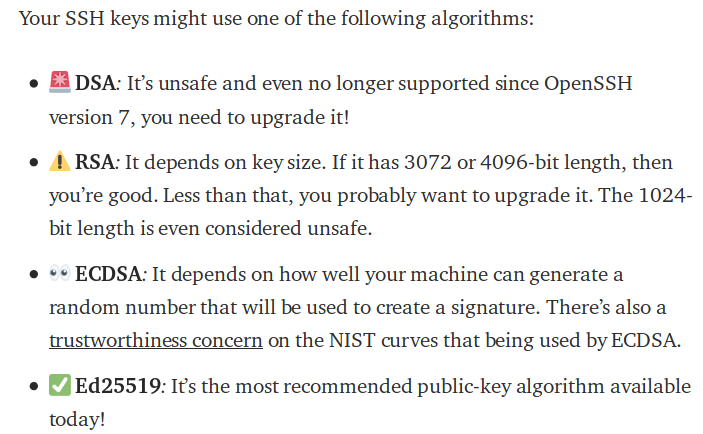 Your SSH keys might use one of the following algorithms:
• 🚨 DSA: It’s unsafe and even no longer supported since OpenSSH
version 7, you need to upgrade it!
• ⚠️ RSA: It depends on key size. If it has 3072 or 4096-bit length, then
you’re good. Less than that, you probably want to upgrade it. The 1024-
bit length is even considered unsafe.
• 👀 ECDSA: It depends on how well your machine can generate a
random number that will be used to create a signature. There’s also a
trustworthiness concern on the NIST curves that being used by ECDSA.
• ✅ Ed25519: It’s the most recommended public-key algorithm available
today!